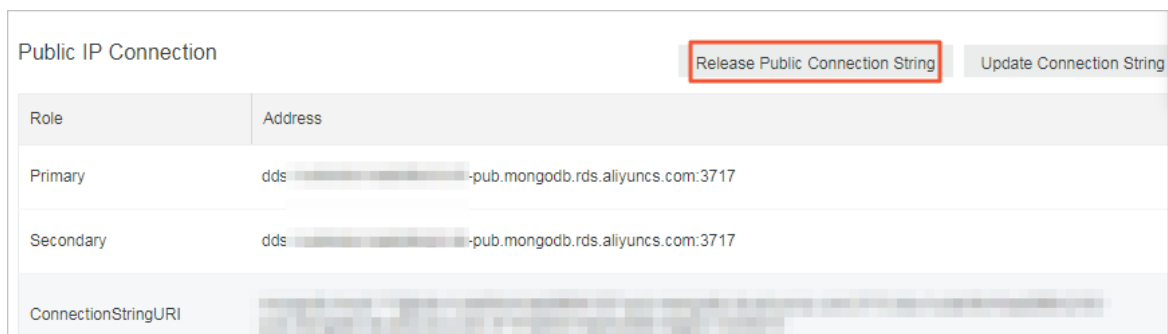 Public IP Connection
Release Public Connection String
Update Connection String
Role Address
Primary dds -pub.mongodb.rds.aliyuncs.com:3717
Secondary dds -pub.mongodb.rds.aliyuncs.com:3717
ConnectionStringURI